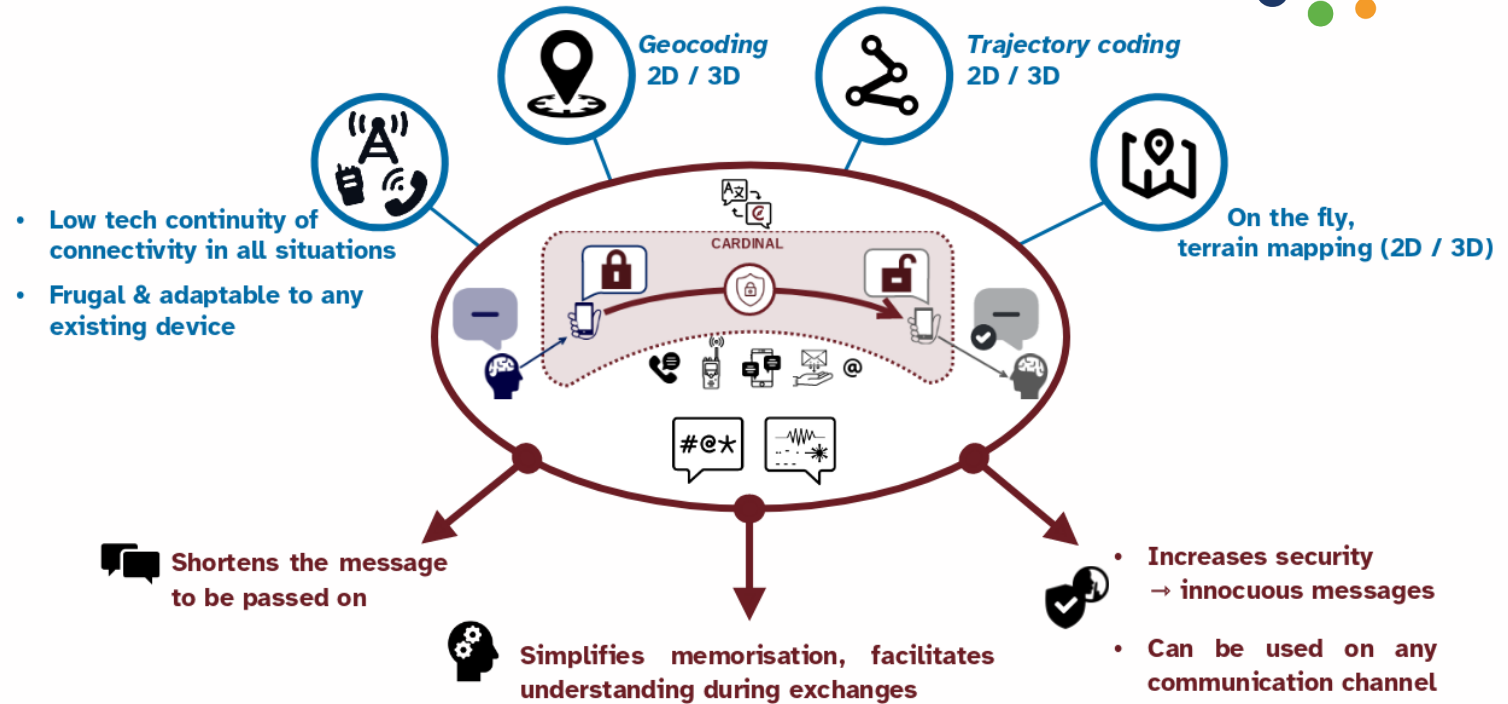 Geocoding
2D / 3D
Trajectory coding
2D / 3D
• Low tech continuity of
connectivity in all situations
• Frugal & adaptable to any
existing device
On the fly,
terrain mapping (2D / 3D)
A文
CARDINAL
@
#@*
Shortens the message
to be passed on
Simplifies memorisation, facilitates
understanding during exchanges
• Increases security
→ innocuous messages
• Can be used on any
communication channel